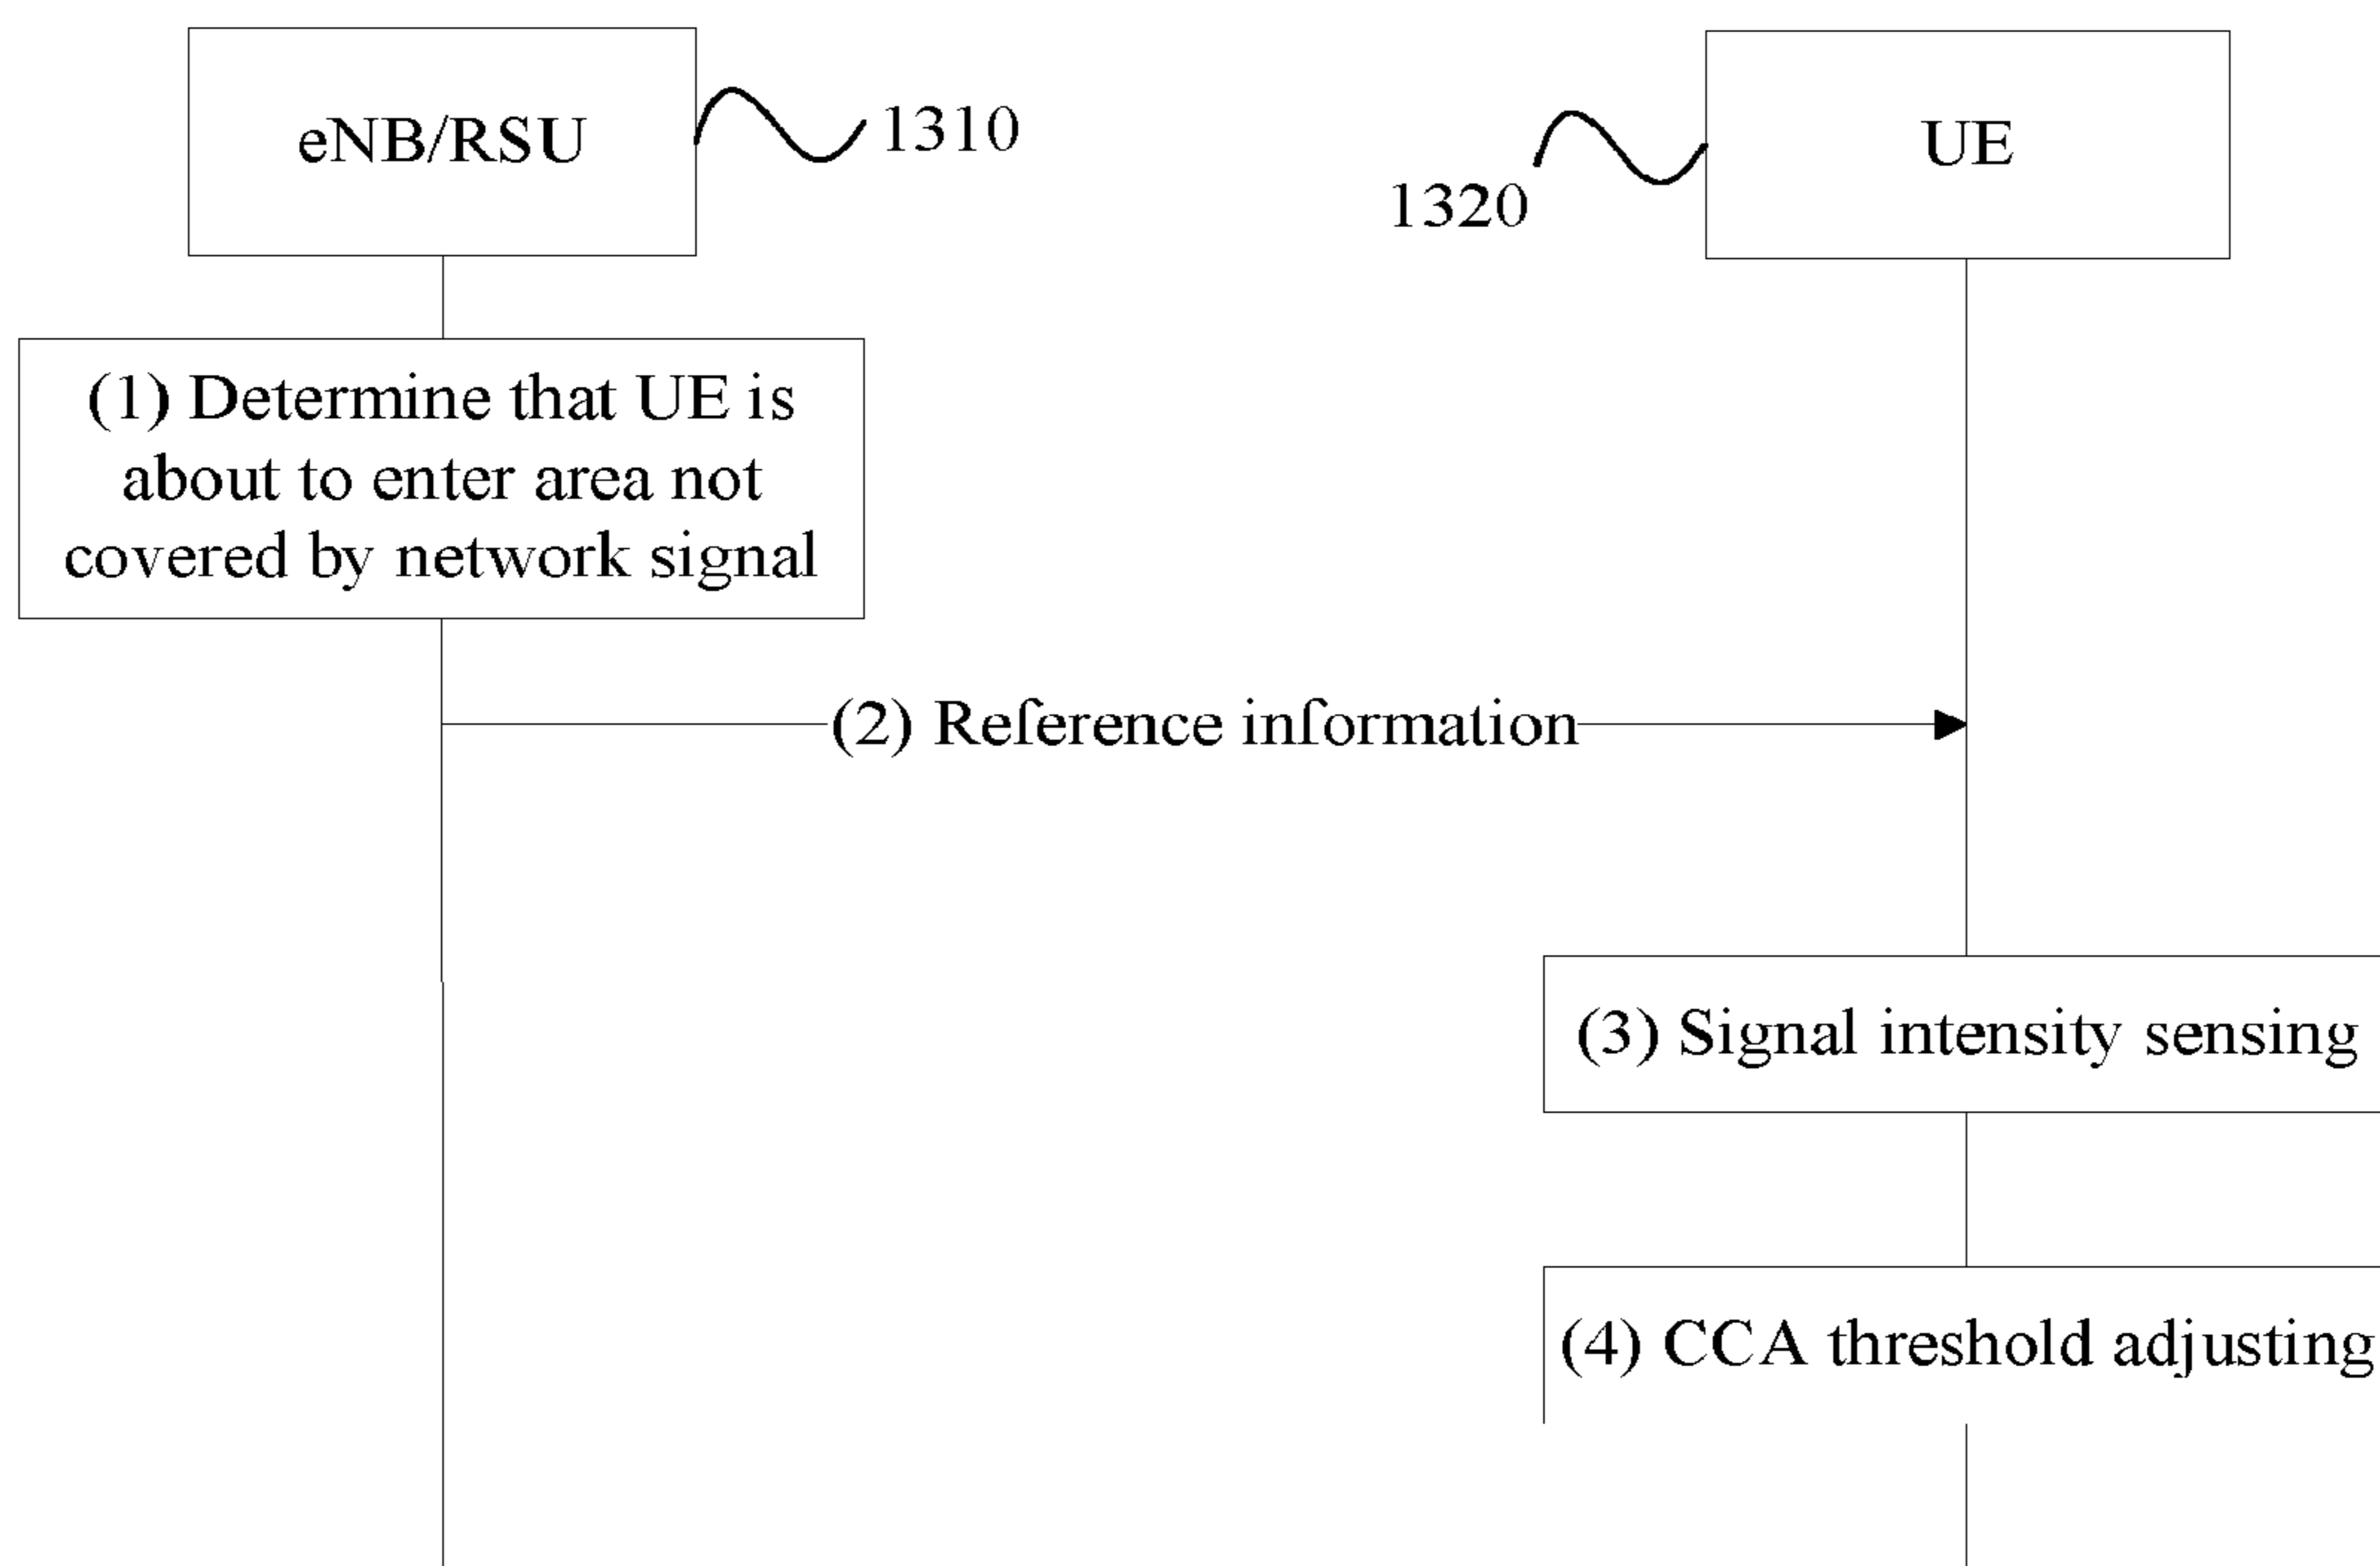 eNB/RSU
1310
UE
1320
(1) Determine that UE is
about to enter area not
covered by network signal
(2) Reference information
(3) Signal intensity sensing
(4) CCA threshold adjusting